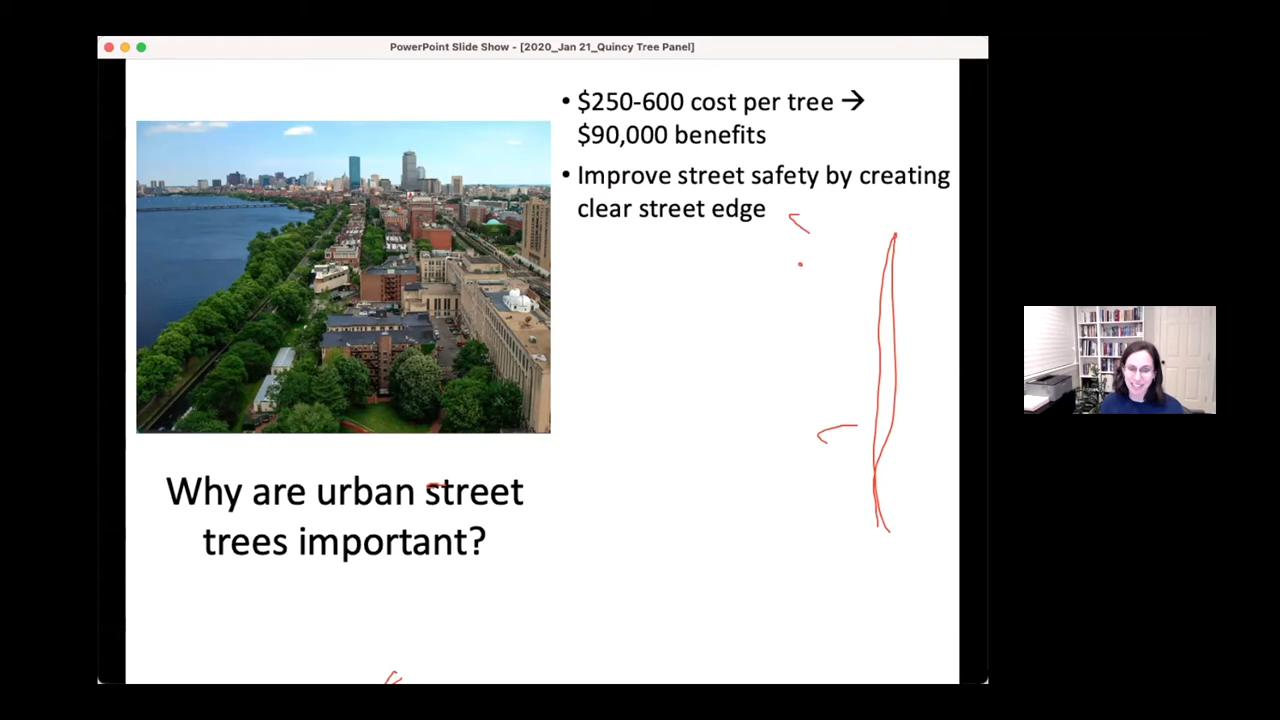 PowerPoint Slide Show - [2020_Jan 21_Quincy Tree Panel]
• $250-600 cost per tree →
$90,000 benefits
• Improve street safety by creating
clear street edge
Why are urban street
trees important?